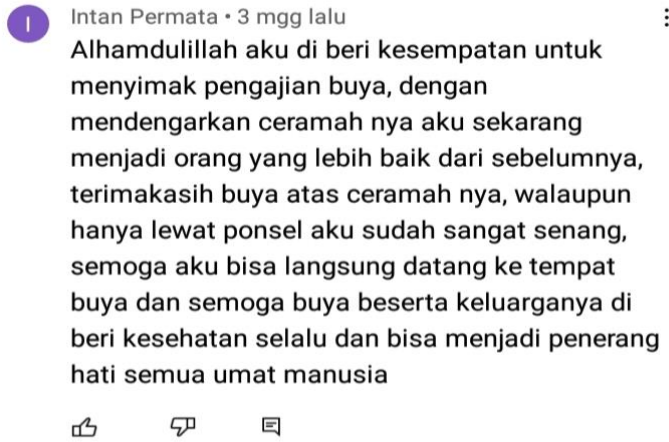 I
Intan Permata • 3 mgg lalu
Alhamdulillah aku di beri kesempatan untuk
menyimak pengajian buya, dengan
mendengarkan ceramah nya aku sekarang
menjadi orang yang lebih baik dari sebelumnya,
terimakasih buya atas ceramah nya, walaupun
hanya lewat ponsel aku sudah sangat senang,
semoga aku bisa langsung datang ke tempat
buya dan semoga buya beserta keluarganya di
beri kesehatan selalu dan bisa menjadi penerang
hati semua umat manusia